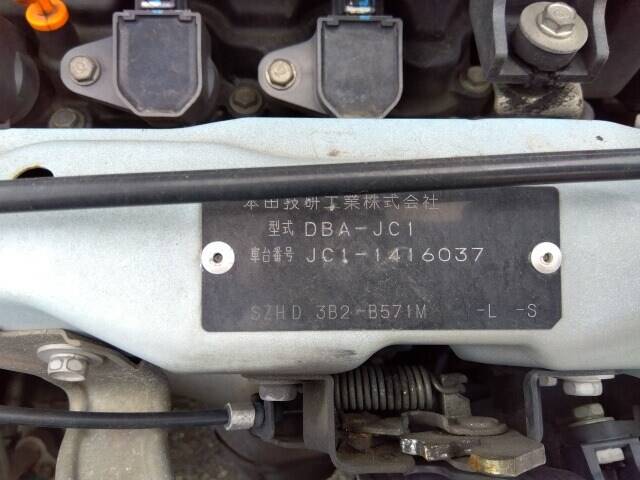 本田技研工業株式会社
型式 DBA-JC1
車台番号 JC1-1416037
SZHD 3B2-B571M -L -S